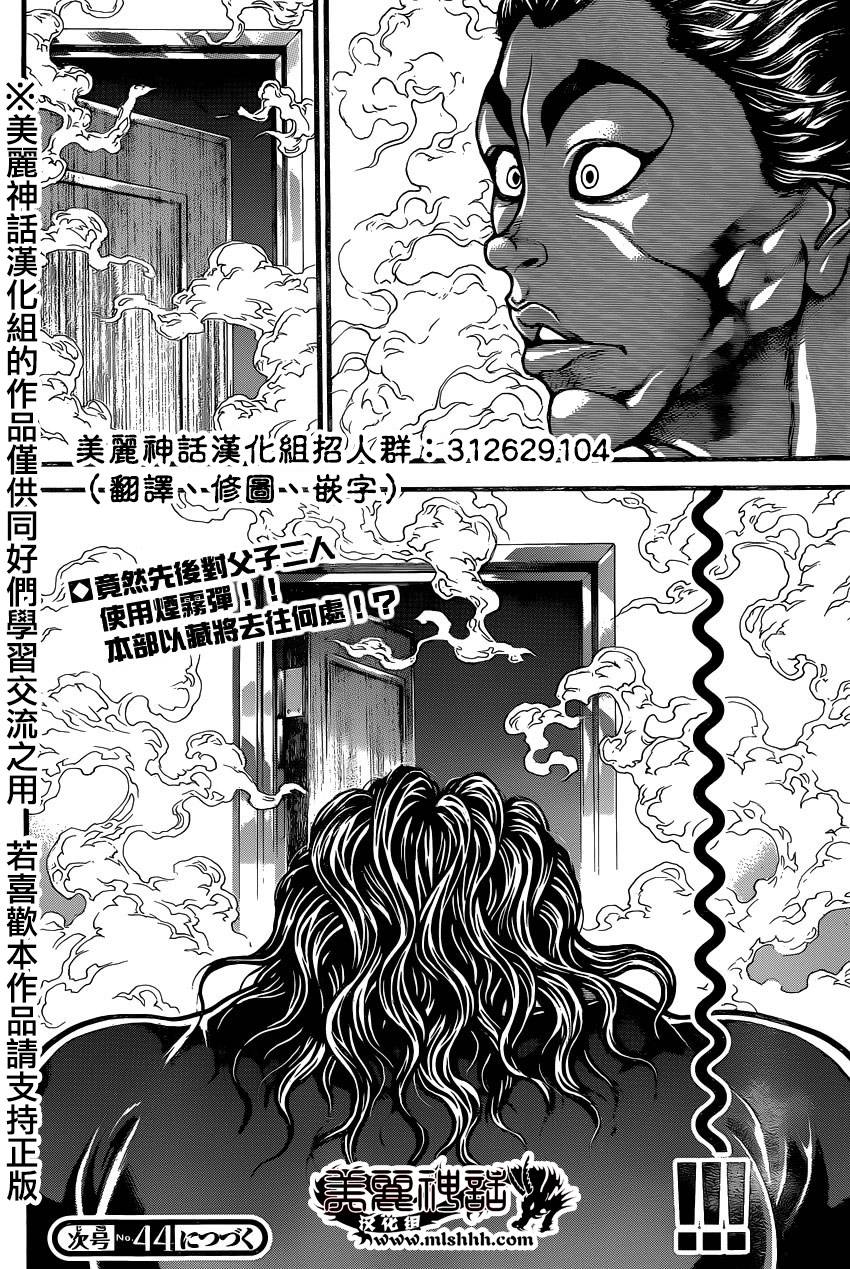 ※美麗神話漢化組的作品僅供同好們學習交流之用－若喜歡本作品請支持正版
美麗神話漢化組招人群：312629104
（翻譯、修圖、嵌字）
竟然先後對父子二人
使用煙霧彈！！
本部以藏將去往何處！？
!!!
美麗神話
汉化组
www.mlshhh.com
次号No.44につづく